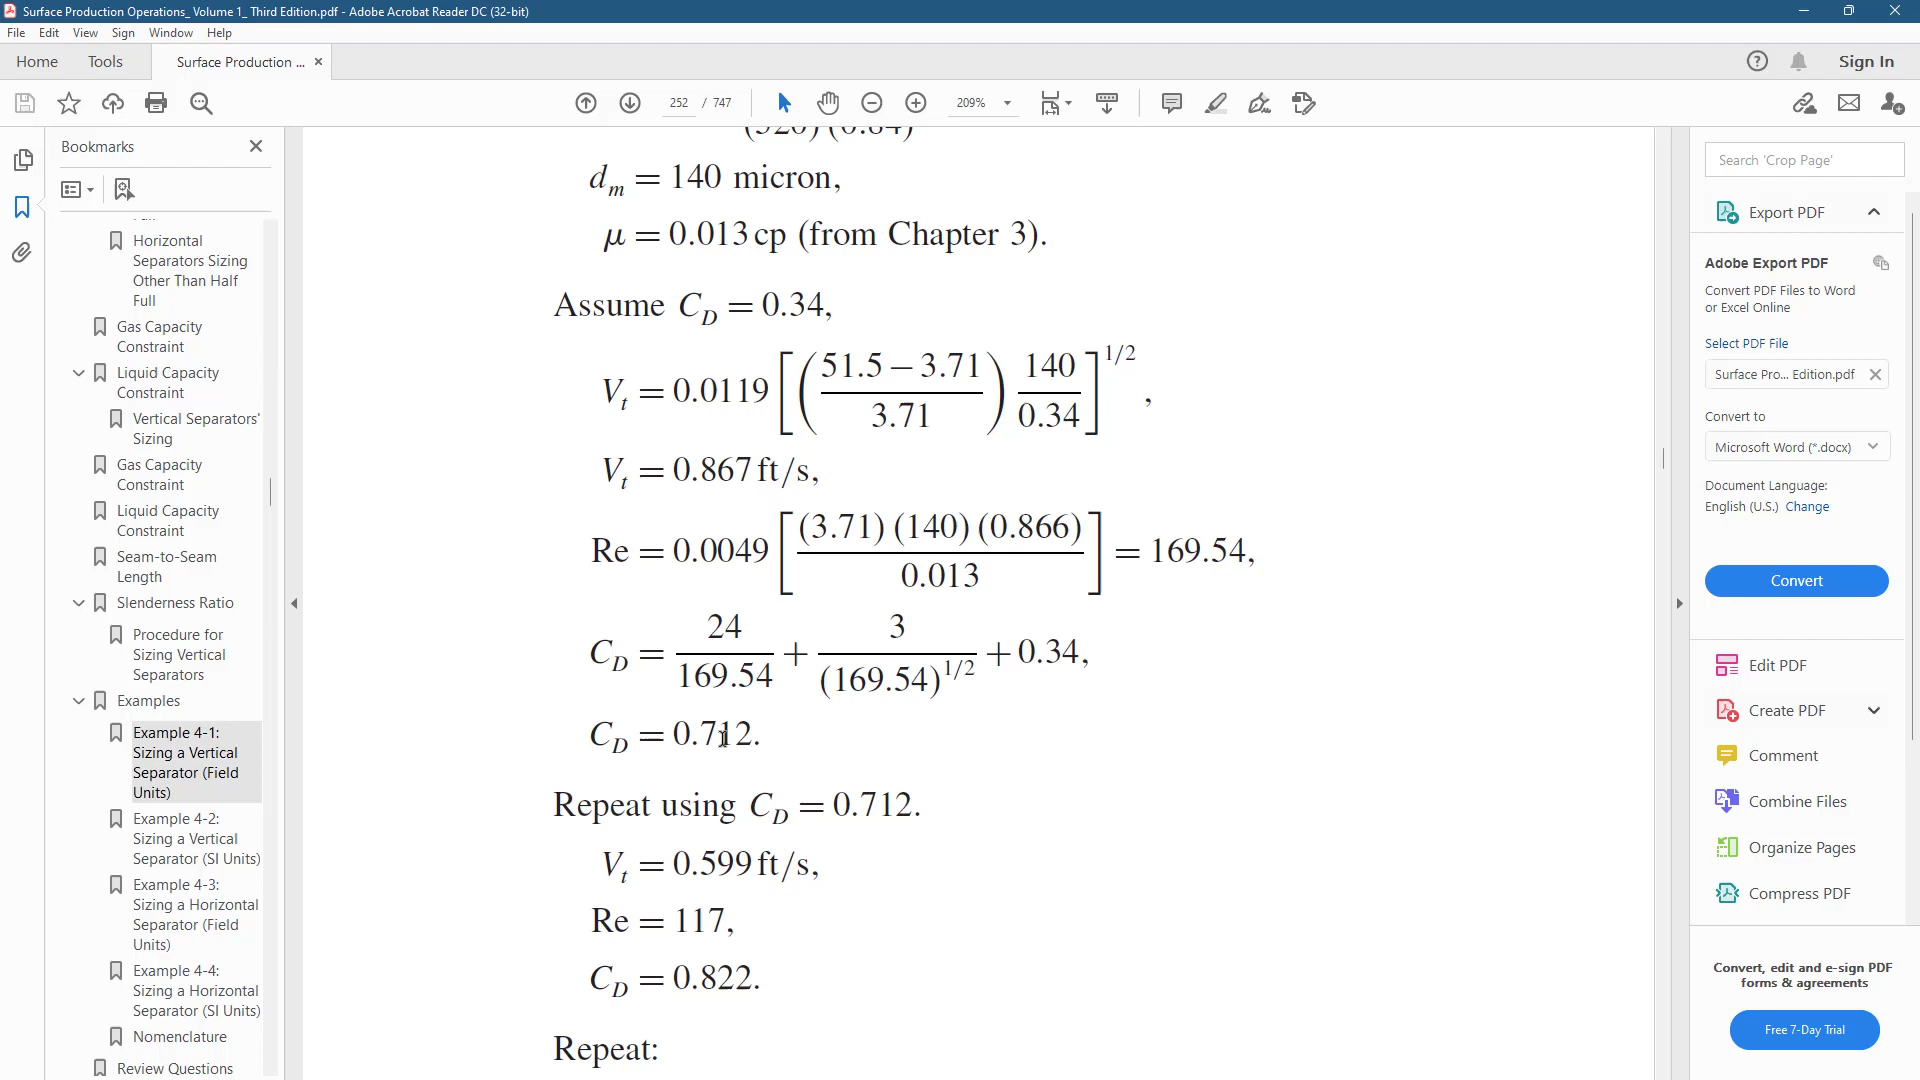 Surface Production Operations_ Volume 1_ Third Edition.pdf - Adobe Acrobat Reader DC (32-bit)
File Edit View Sign Window Help
Home Tools Surface Production ... × Sign In
252 / 747 209%
Bookmarks
Horizontal
Separators Sizing
Other Than Half
Full
Gas Capacity
Constraint
Liquid Capacity
Constraint
Vertical Separators'
Sizing
Gas Capacity
Constraint
Liquid Capacity
Constraint
Seam-to-Seam
Length
Slenderness Ratio
Procedure for
Sizing Vertical
Separators
Examples
Example 4-1:
Sizing a Vertical
Separator (Field
Units)
Example 4-2:
Sizing a Vertical
Separator (SI Units)
Example 4-3:
Sizing a Horizontal
Separator (Field
Units)
Example 4-4:
Sizing a Horizontal
Separator (SI Units)
Nomenclature
Review Questions
(520) (0.84)
d_m = 140 micron,
μ = 0.013 cp (from Chapter 3).
Assume C_D = 0.34,
V_t = 0.0119 [((51.5 – 3.71)/3.71) 140/0.34]^1/2,
V_t = 0.867 ft/s,
Re = 0.0049 [(3.71) (140) (0.866)/0.013] = 169.54,
C_D = 24/169.54 + 3/(169.54)^1/2 + 0.34,
C_D = 0.712.
Repeat using C_D = 0.712.
V_t = 0.599 ft/s,
Re = 117,
C_D = 0.822.
Repeat:
Search 'Crop Page'
Export PDF
Adobe Export PDF
Convert PDF Files to Word
or Excel Online
Select PDF File
Surface Pro... Edition.pdf
Convert to
Microsoft Word (*.docx)
Document Language:
English (U.S.) Change
Convert
Edit PDF
Create PDF
Comment
Combine Files
Organize Pages
Compress PDF
Convert, edit and e-sign PDF
forms & agreements
Free 7-Day Trial